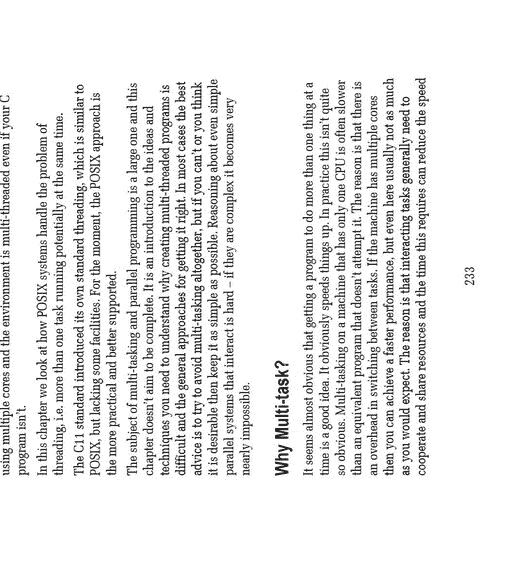 using multiple cores and the environment is multi-threaded even if your C
program isn't.
In this chapter we look at how POSIX systems handle the problem of
threading, i.e. more than one task running potentially at the same time.
The C11 standard introduced its own standard threading, which is similar to
POSIX, but lacking some facilities. For the moment, the POSIX approach is
the more practical and better supported.
The subject of multi-tasking and parallel programming is a large one and this
chapter doesn't aim to be complete. It is an introduction to the ideas and
techniques you need to understand why creating multi-threaded programs is
difficult and the general approaches for getting it right. In most cases the best
advice is to try to avoid multi-tasking altogether, but if you can't or you think
it is desirable then keep it as simple as possible. Reasoning about even simple
parallel systems that interact is hard – if they are complex it becomes very
nearly impossible.
Why Multi-task?
It seems almost obvious that getting a program to do more than one thing at a
time is a good idea. It obviously speeds things up. In practice this isn't quite
so obvious. Multi-tasking on a machine that has only one CPU is often slower
than an equivalent program that doesn't attempt it. The reason is that there is
an overhead in switching between tasks. If the machine has multiple cores
then you can achieve a faster performance, but even here usually not as much
as you would expect. The reason is that interacting tasks generally need to
cooperate and share resources and the time this requires can reduce the speed
233